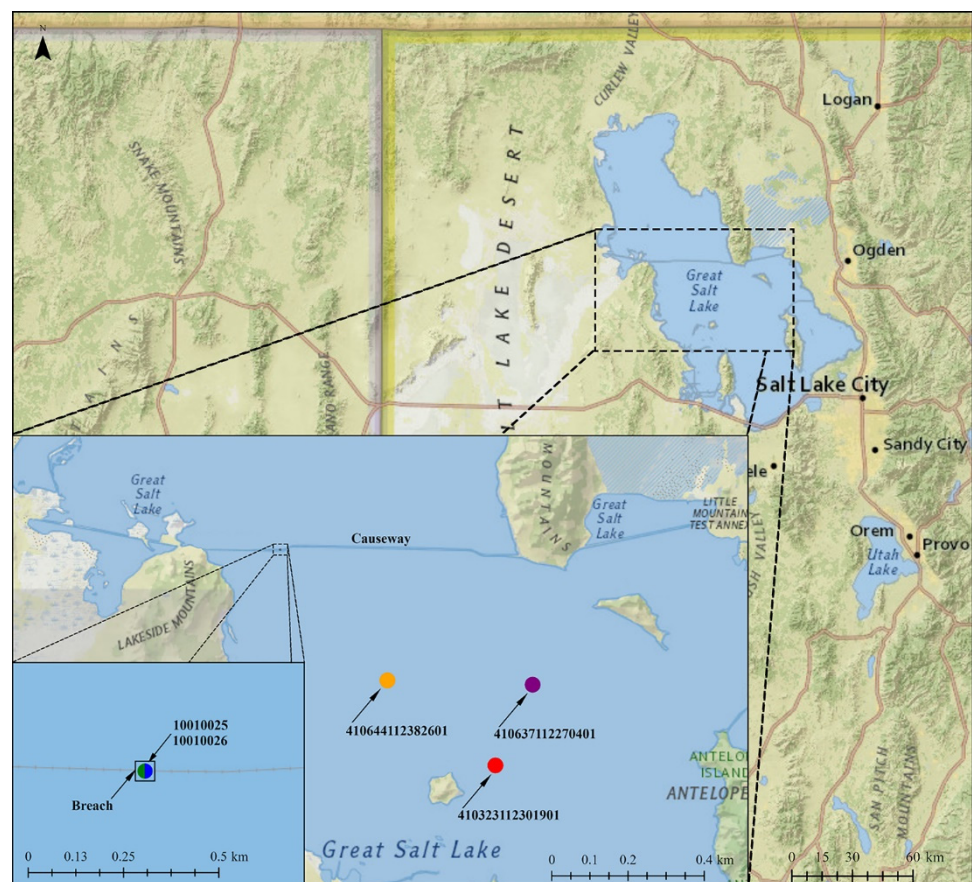 N
CURLEW VALLEY
Logan
SNAKE MOUNTAINS
LAKE DESERT
Ogden
Great
Salt
Lake
Salt Lake City
Sandy City
Orem
Provo
Utah
Lake
VALLEY
SAN PITCH
MOUNTAINS
0 15 30 60 km
Great
Salt
Lake
MOUNTAINS
Great
Salt
Lake
LITTLE
MOUNTAIN
TEST ANNEX
Causeway
LAKESIDE MOUNTAINS
410644112382601
410637112270401
410323112301901
ANTELOPE
ISLAND
ANTELOPE
Great Salt Lake
0 0.1 0.2 0.4 km
10010025
10010026
Breach
0 0.13 0.25 0.5 km